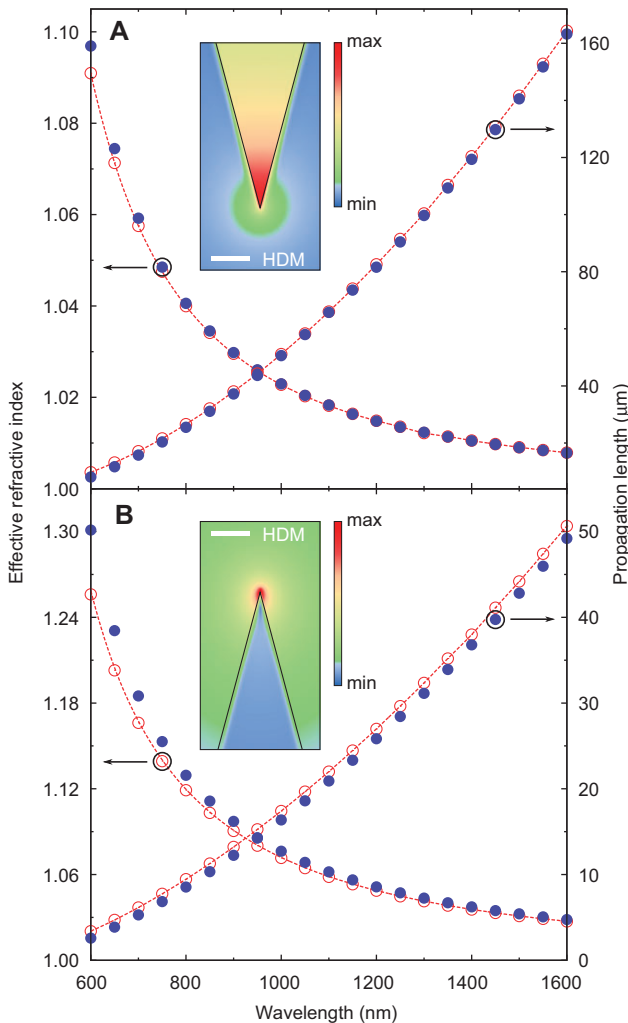 A
1.10
1.08
1.06
1.04
1.02
1.00
160
120
80
40
max
min
HDM
B
1.30
1.24
1.18
1.12
1.06
1.00
50
40
30
20
10
0
HDM
max
min
600
800
1000
1200
1400
1600
Wavelength (nm)
Effective refractive index
Propagation length (µm)